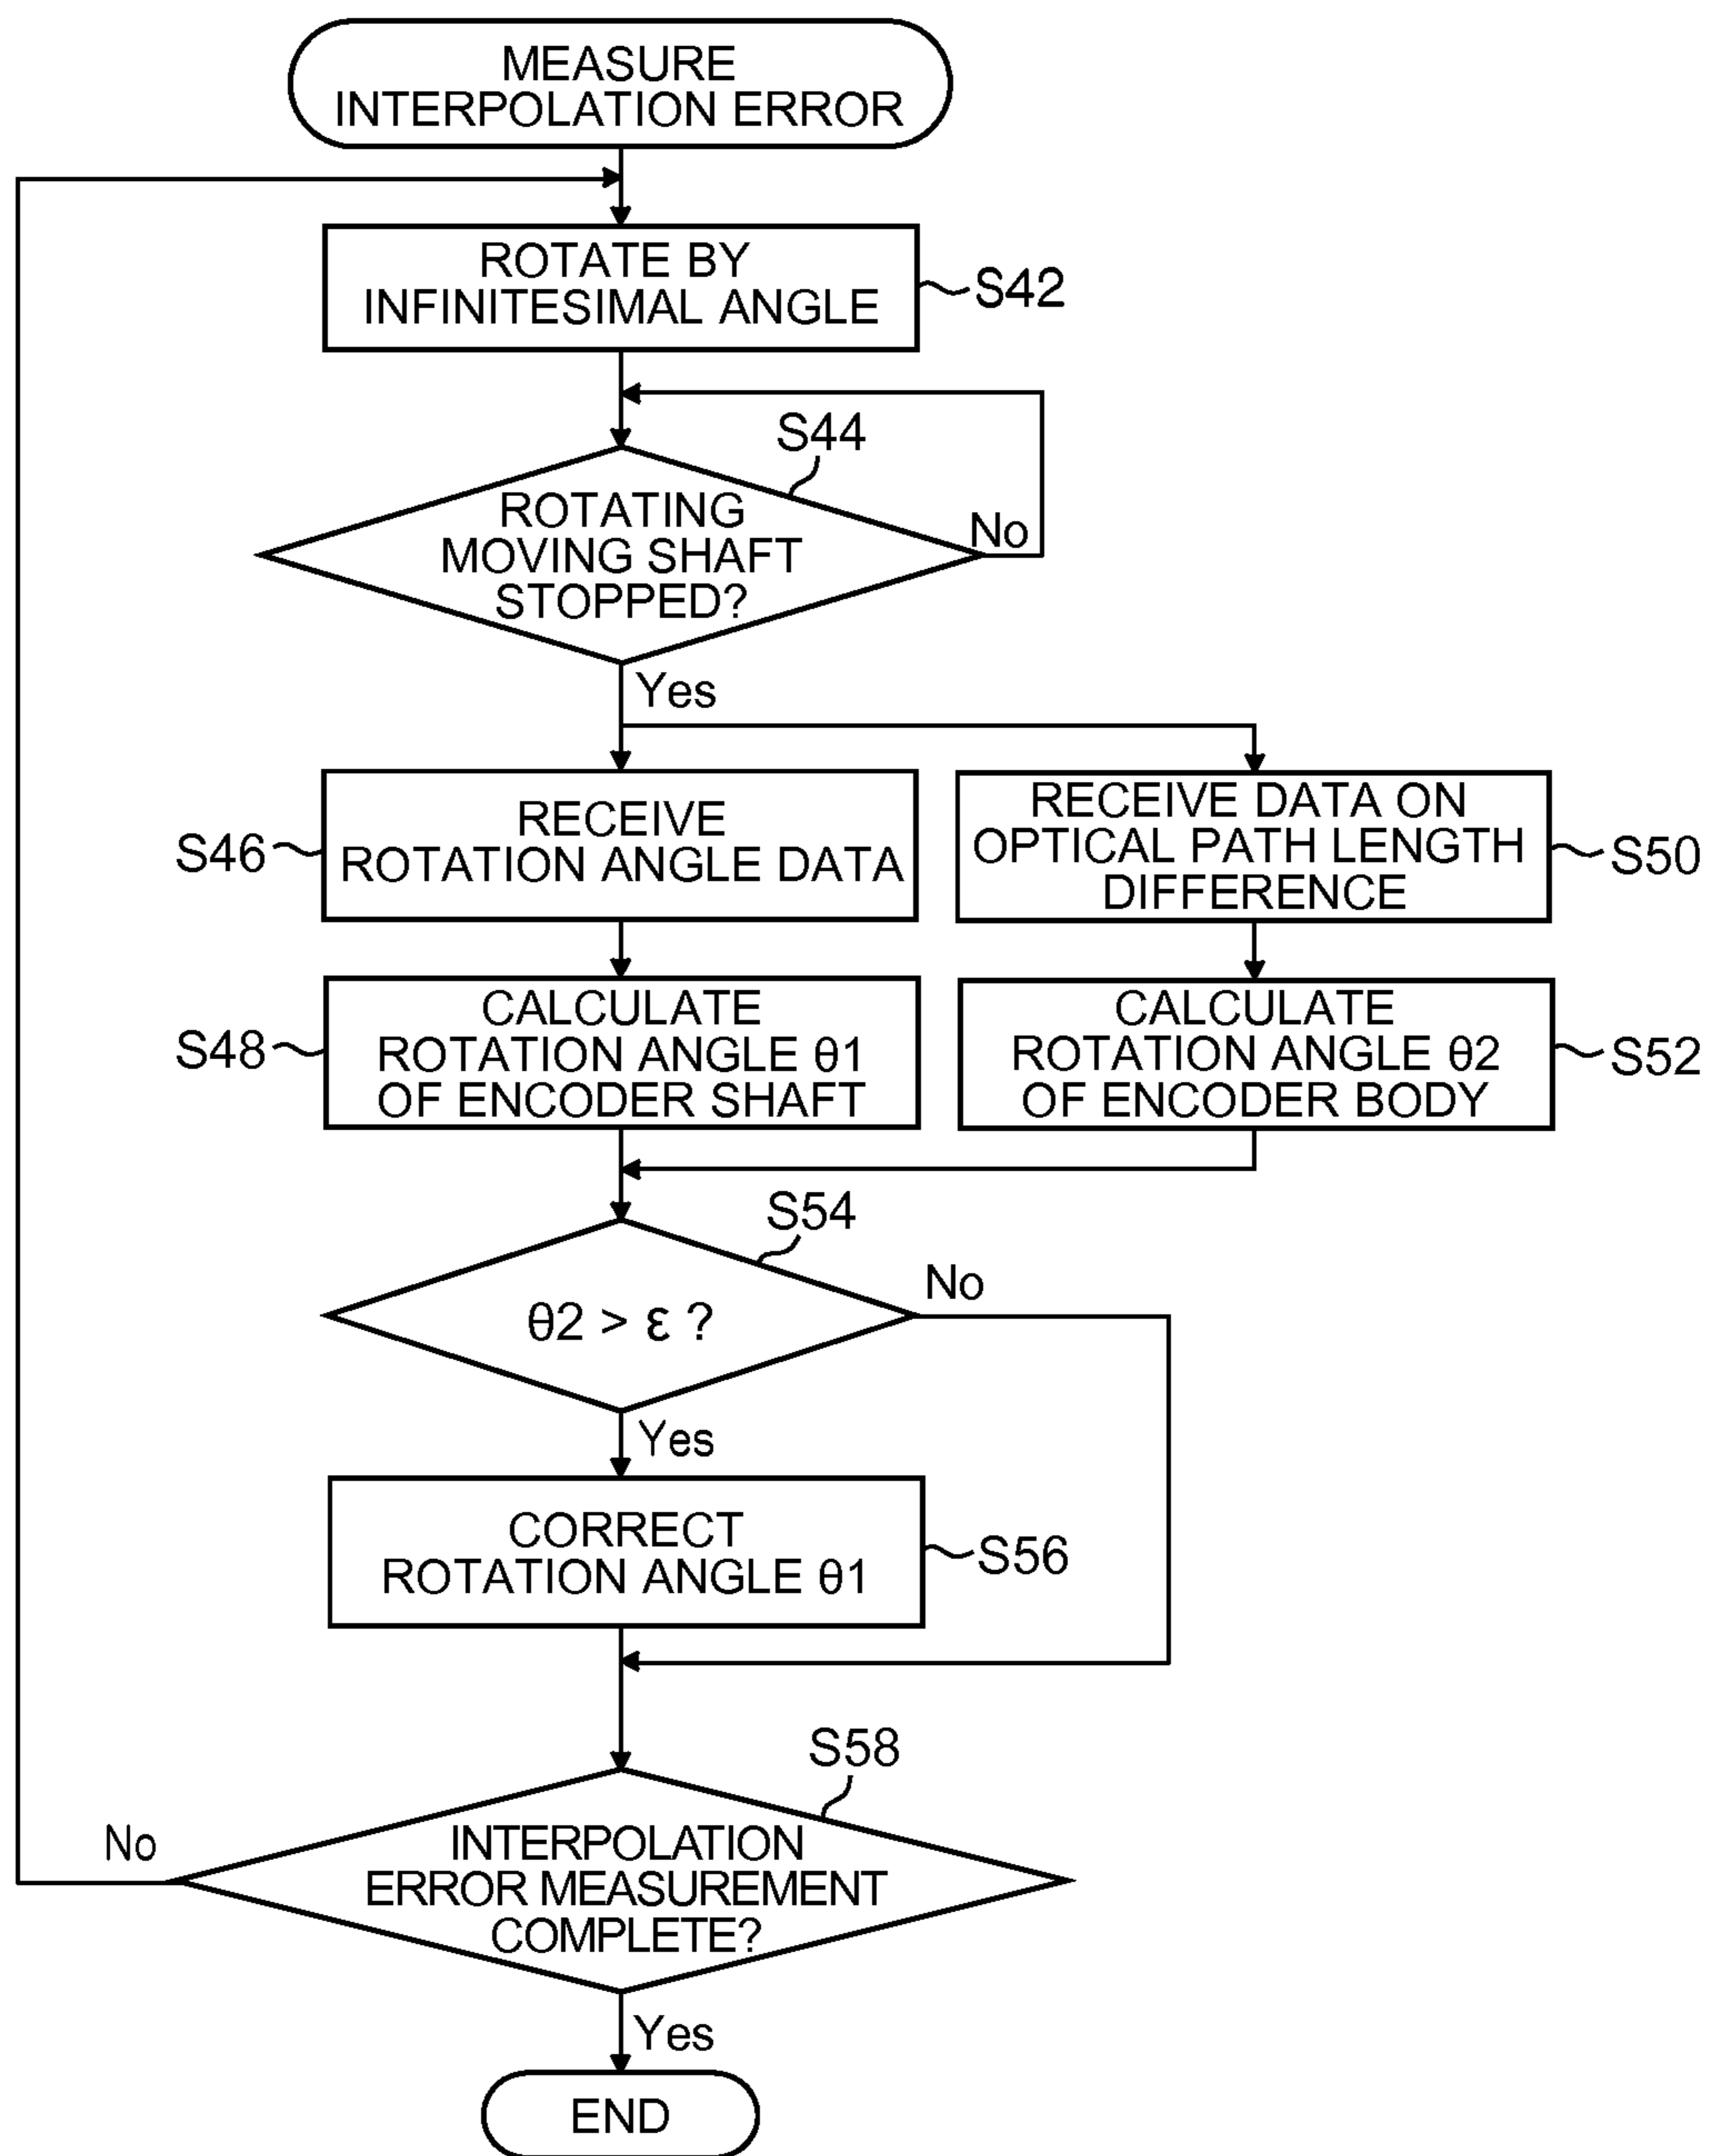 MEASURE
INTERPOLATION ERROR
ROTATE BY
INFINITESIMAL ANGLE
S42
S44
ROTATING
MOVING SHAFT
STOPPED?
No
Yes
S46
RECEIVE
ROTATION ANGLE DATA
RECEIVE DATA ON
OPTICAL PATH LENGTH
DIFFERENCE
S50
S48
CALCULATE
ROTATION ANGLE θ1
OF ENCODER SHAFT
CALCULATE
ROTATION ANGLE θ2
OF ENCODER BODY
S52
S54
θ2 > ε ?
No
Yes
CORRECT
ROTATION ANGLE θ1
S56
S58
No
INTERPOLATION
ERROR MEASUREMENT
COMPLETE?
Yes
END